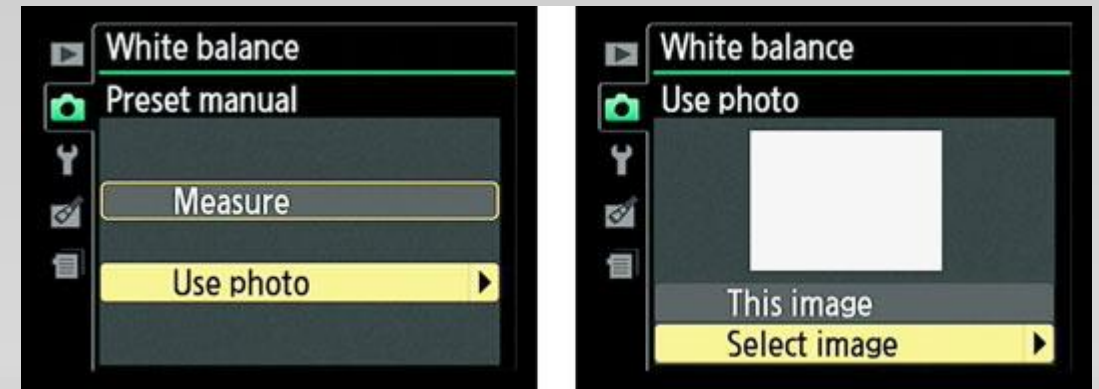 White balance
Preset manual
Measure
Use photo
White balance
Use photo
This image
Select image